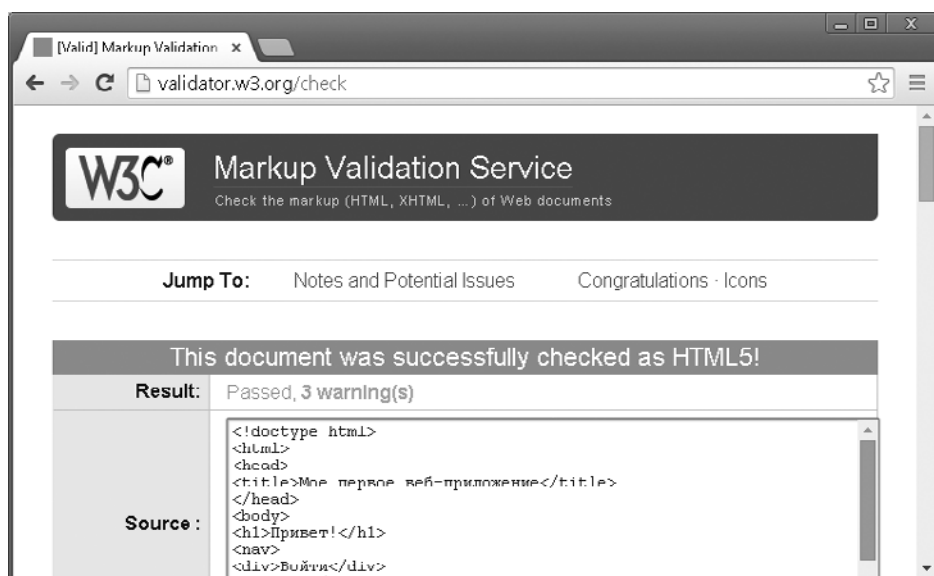 [Valid] Markup Validation
validator.w3.org/check
W3C®
Markup Validation Service
Check the markup (HTML, XHTML, ...) of Web documents
Jump To: Notes and Potential Issues Congratulations · Icons
This document was successfully checked as HTML5!
Result: Passed, 3 warning(s)
Source :
<!doctype html>
<html>
<head>
<title>Мое первое веб-приложение</title>
</head>
<body>
<h1>Привет!</h1>
<nav>
<div>Войти</div>